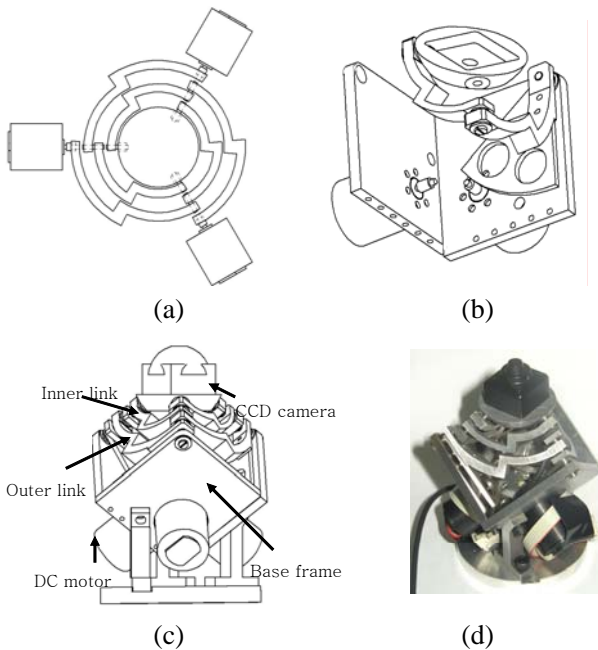 (a)
(b)
Inner link
CCD camera
Outer link
DC motor
Base frame
(c)
(d)